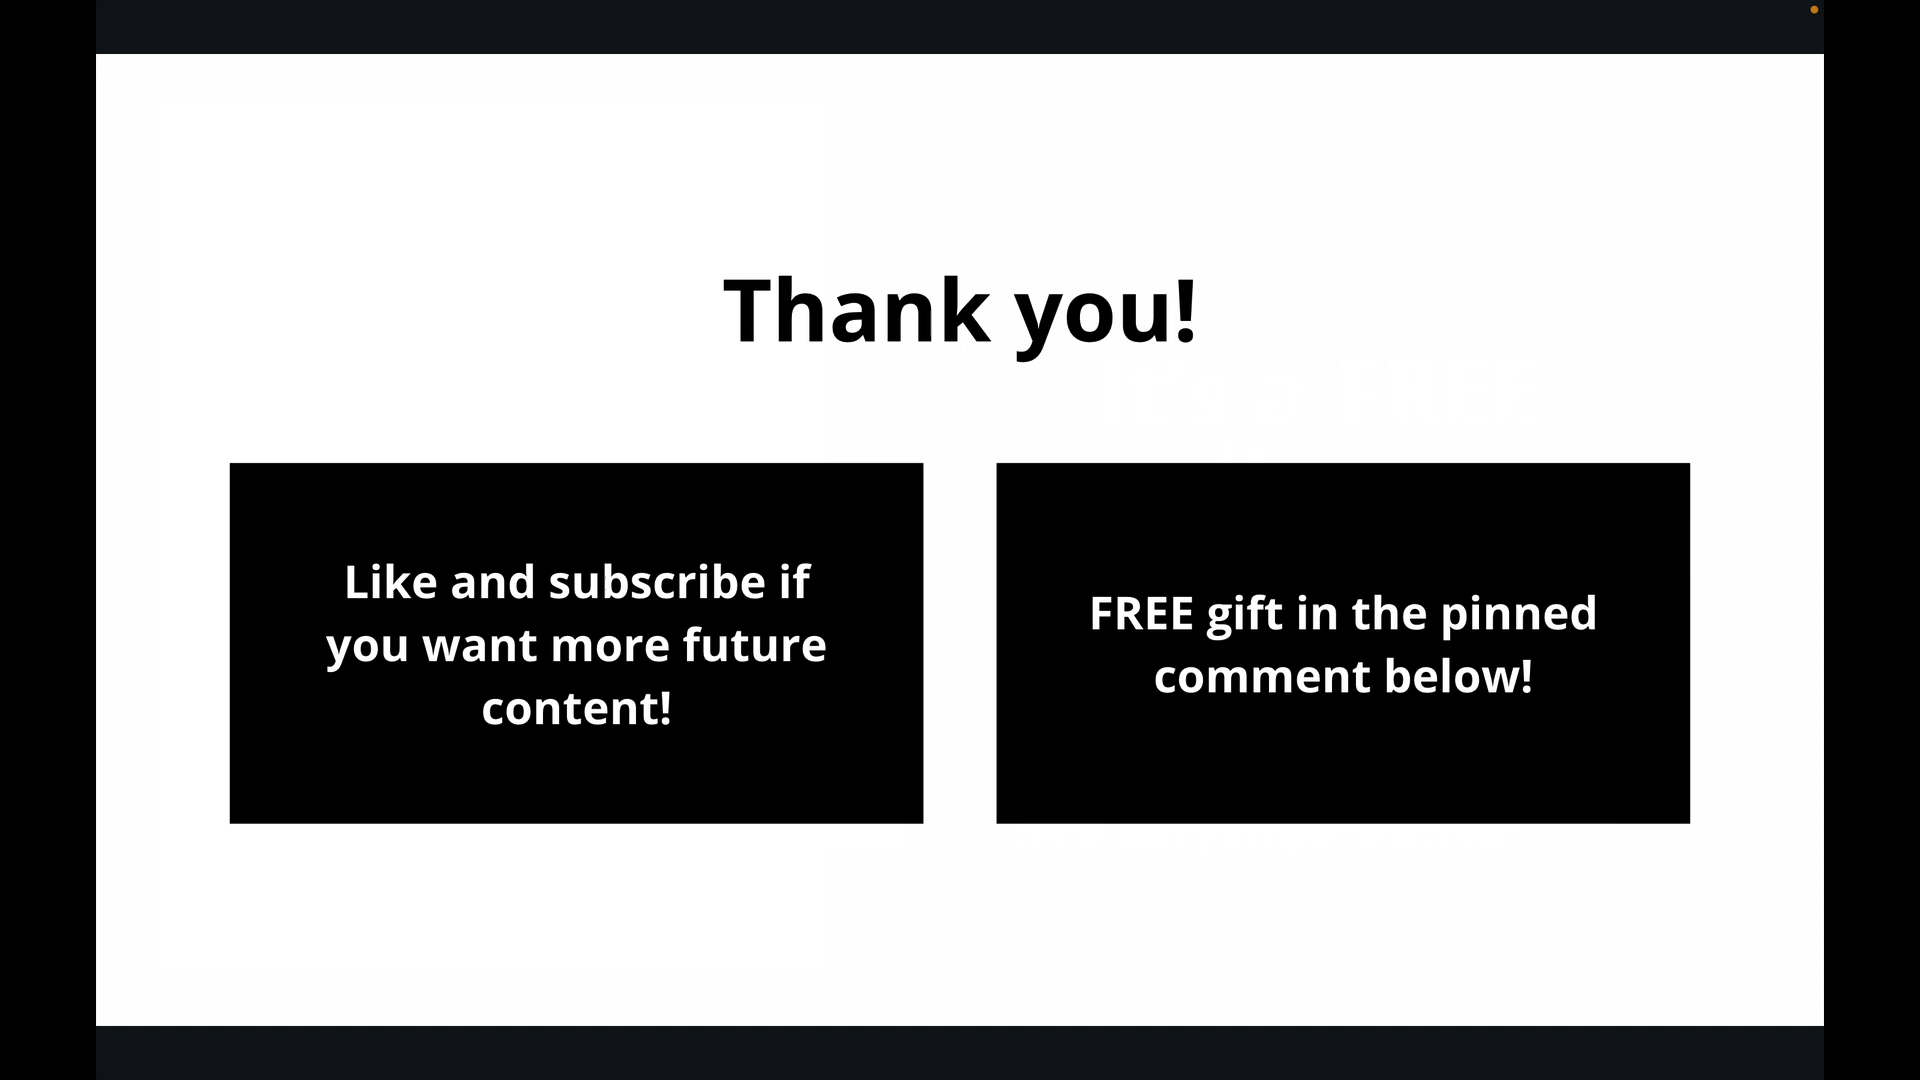 Thank you!
Like and subscribe if
you want more future
content!
FREE gift in the pinned
comment below!